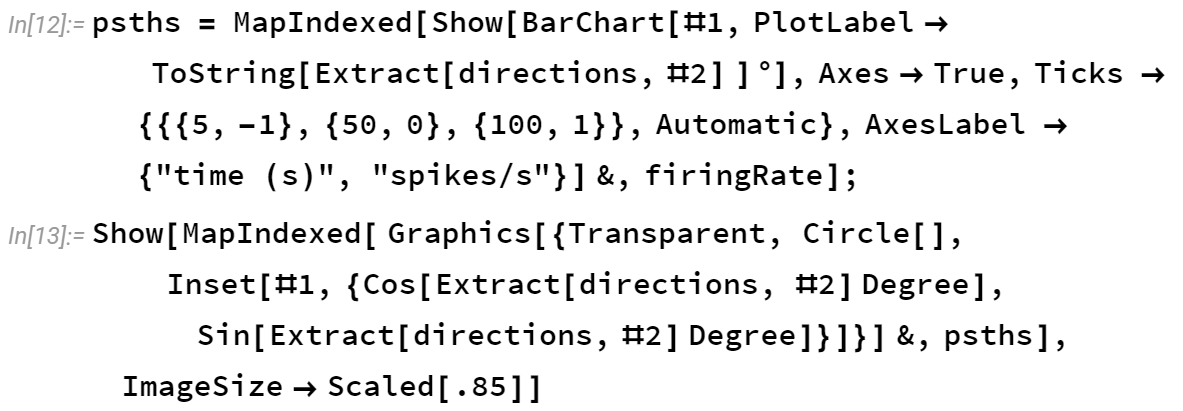 In[12]:= psths = MapIndexed[Show[BarChart[#1, PlotLabel →
ToString[Extract[directions, #2] ] °], Axes → True, Ticks →
{{{5, -1}, {50, 0}, {100, 1}}, Automatic}, AxesLabel →
{"time (s)", "spikes/s"}] &, firingRate];
In[13]:= Show[MapIndexed[ Graphics[{Transparent, Circle[],
Inset[#1, {Cos[Extract[directions, #2] Degree],
Sin[Extract[directions, #2] Degree]}]}] &, psths],
ImageSize → Scaled[.85]]